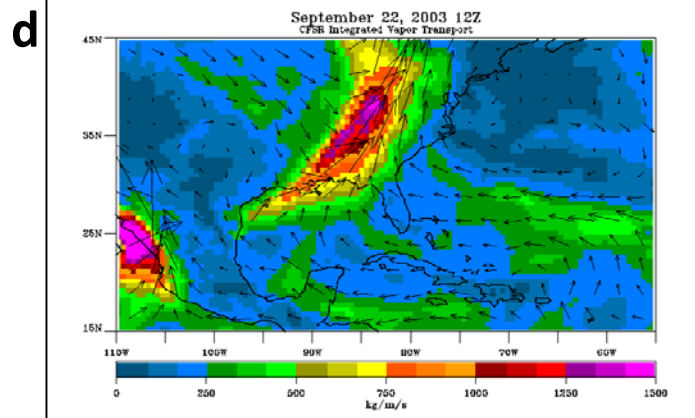 d
September 22, 2003 12Z
CFSR Integrated Vapor Transport
45N
35N
25N
15N
110W 100W 90W 80W 70W 60W
0 250 500 750 1000 1250 1500
kg/m/s